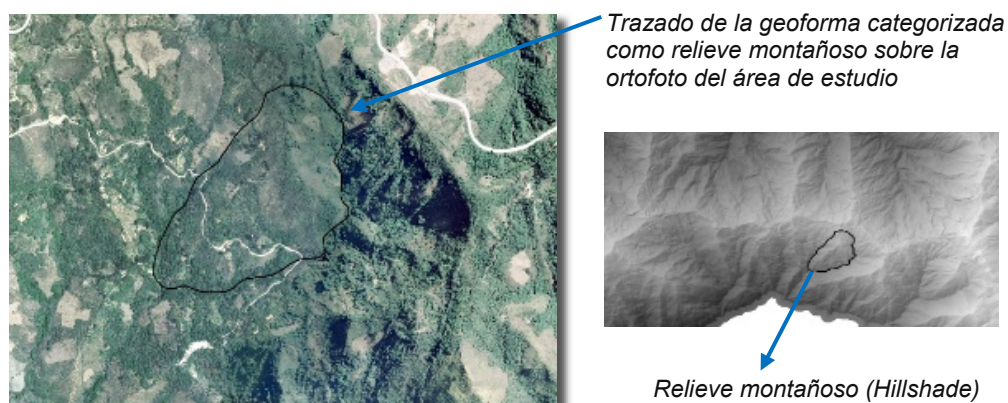 Trazado de la geoforma categorizada
como relieve montañoso sobre la
ortofoto del área de estudio
Relieve montañoso (Hillshade)